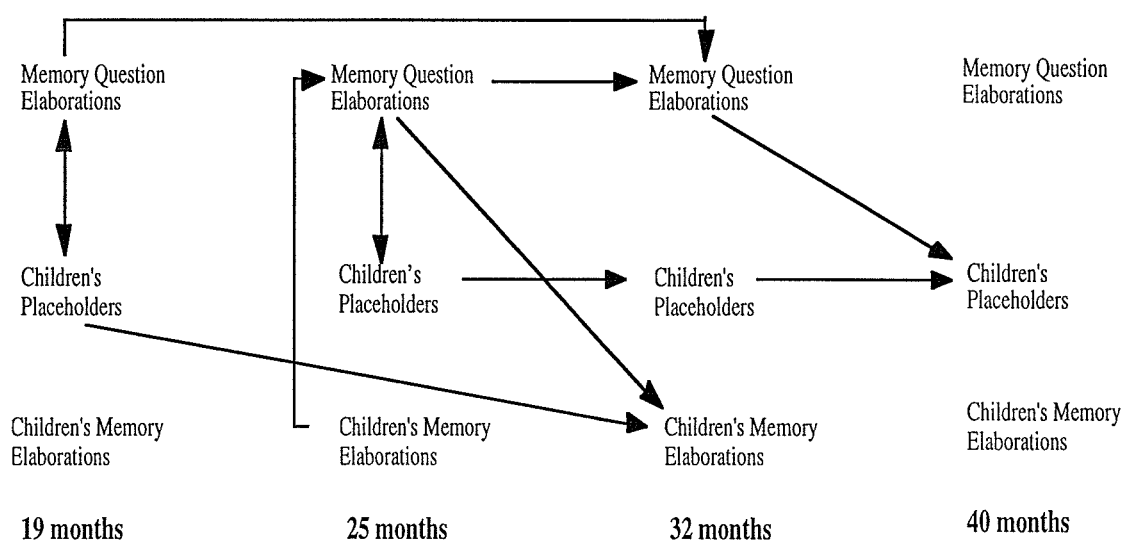 Memory Question
Elaborations
Memory Question
Elaborations
Memory Question
Elaborations
Memory Question
Elaborations
Children's
Placeholders
Children’s
Placeholders
Children's
Placeholders
Children's
Placeholders
Children's Memory
Elaborations
Children's Memory
Elaborations
Children's Memory
Elaborations
Children's Memory
Elaborations
19 months
25 months
32 months
40 months